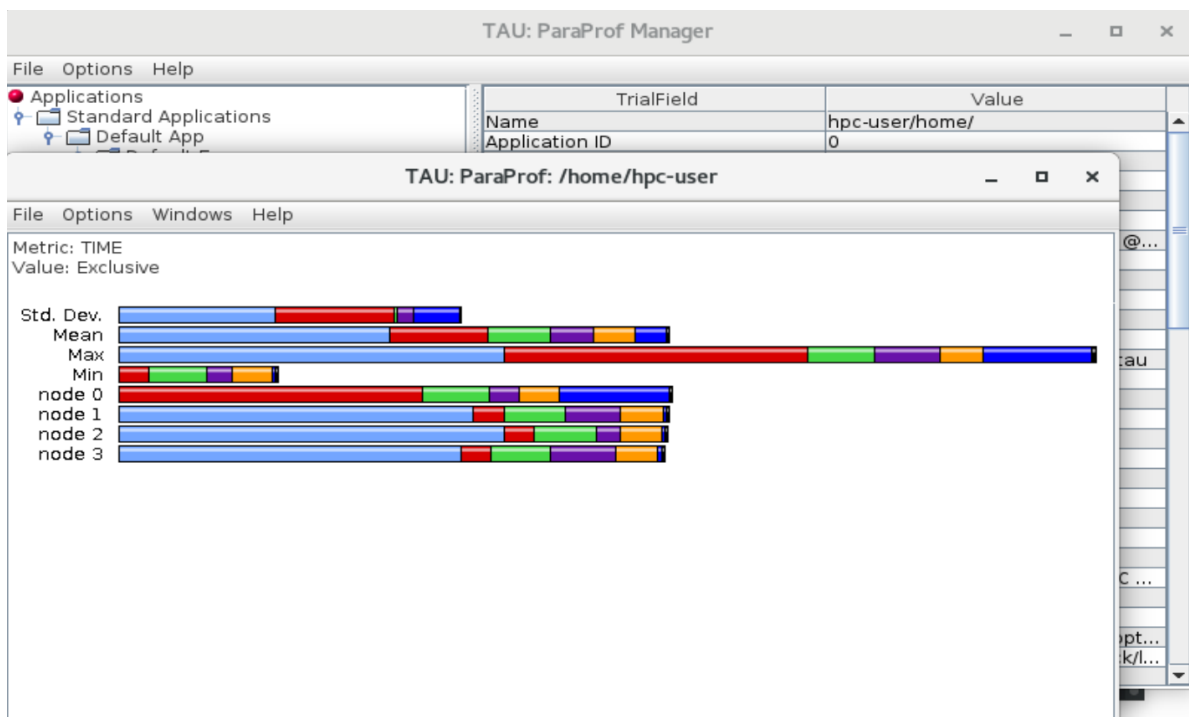 TAU: ParaProf Manager
File Options Help
Applications
Standard Applications
Default App
TrialField Value
Name hpc-user/home/
Application ID 0
TAU: ParaProf: /home/hpc-user
File Options Windows Help
Metric: TIME
Value: Exclusive
Std. Dev.
Mean
Max
Min
node 0
node 1
node 2
node 3
@...
tau
C ...
opt...
k/l...